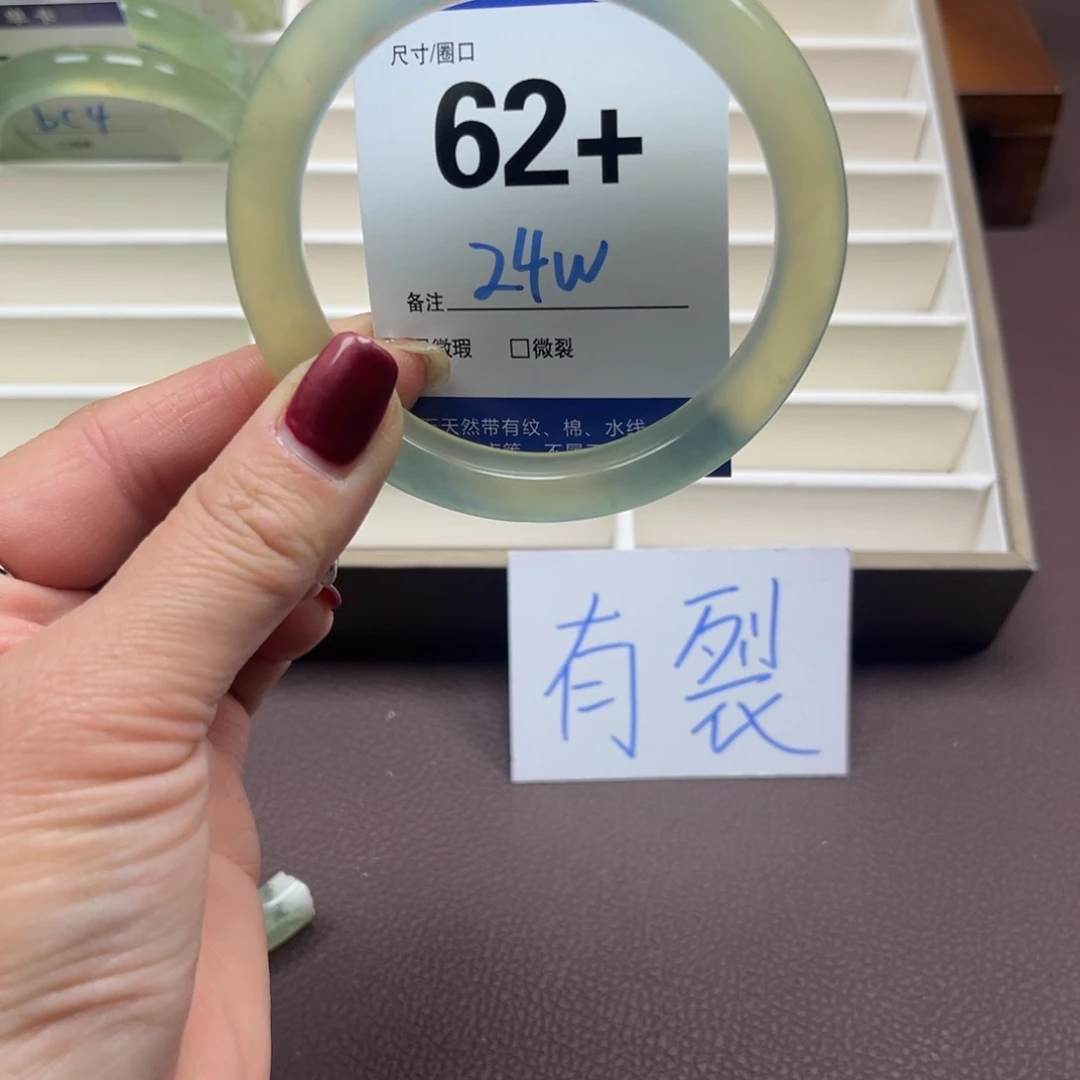 尺寸/圈口
62+
24W
备注
微瑕 □微裂
天然带有纹、棉、水线
有裂
bc4